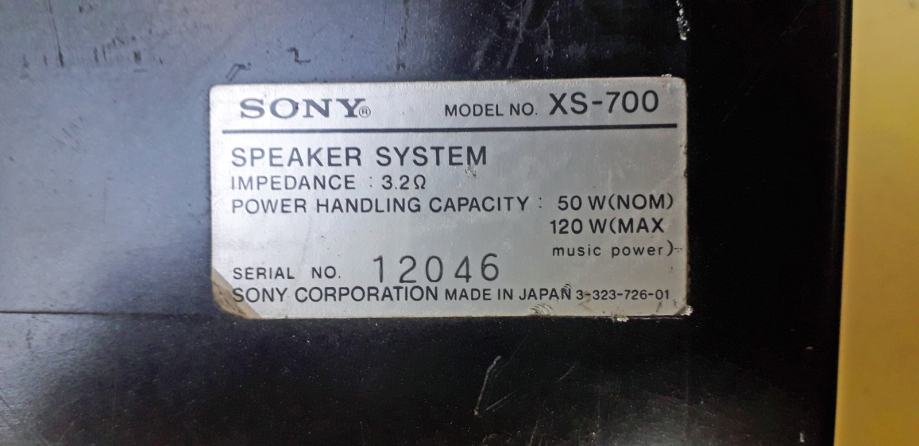 SONY® MODEL NO. XS-700
SPEAKER SYSTEM
IMPEDANCE : 3.2Ω
POWER HANDLING CAPACITY : 50 W(NOM)
120 W(MAX
music power)
SERIAL NO. 12046
SONY CORPORATION MADE IN JAPAN 3-323-726-01